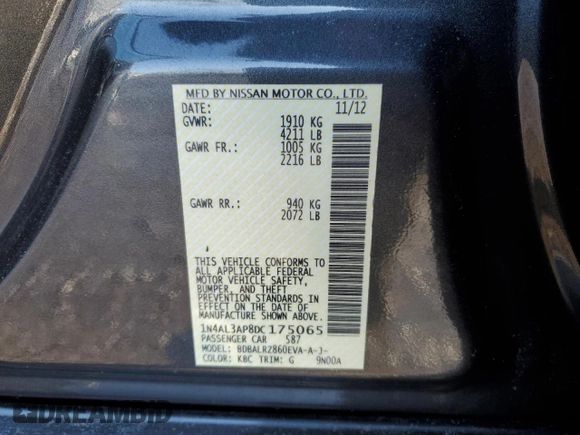 MFD BY NISSAN MOTOR CO., LTD.
DATE: 11/12
GVWR: 1910 KG
4211 LB
GAWR FR.: 1005 KG
2216 LB
GAWR RR.: 940 KG
2072 LB
THIS VEHICLE CONFORMS TO
ALL APPLICABLE FEDERAL
MOTOR VEHICLE SAFETY,
BUMPER, AND THEFT
PREVENTION STANDARDS IN
EFFECT ON THE DATE OF
MANUFACTURE SHOWN ABOVE.
1N4AL3AP8DC175065
PASSENGER CAR 587
MODEL: BDBALRZ860EVA-A-J-
COLOR: KBC TRIM: G 9N00A
DREAMBID